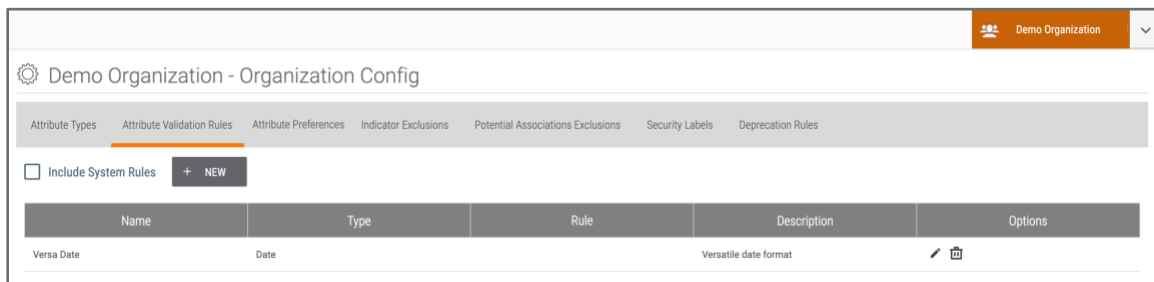 Demo Organization
Demo Organization - Organization Config
Attribute Types Attribute Validation Rules Attribute Preferences Indicator Exclusions Potential Associations Exclusions Security Labels Deprecation Rules
Include System Rules + NEW
Name Type Rule Description Options
Versa Date Date Versatile date format